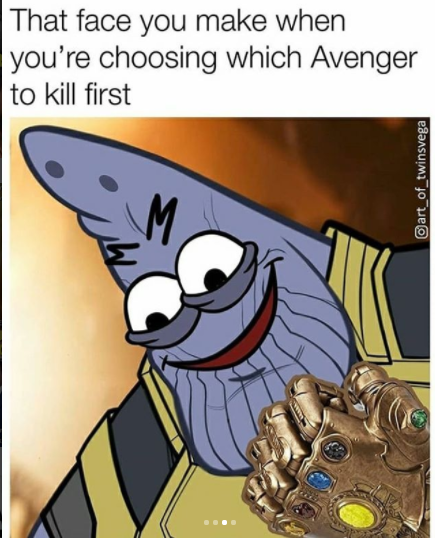 That face you make when
you're choosing which Avenger
to kill first
@art_of_twinsvega